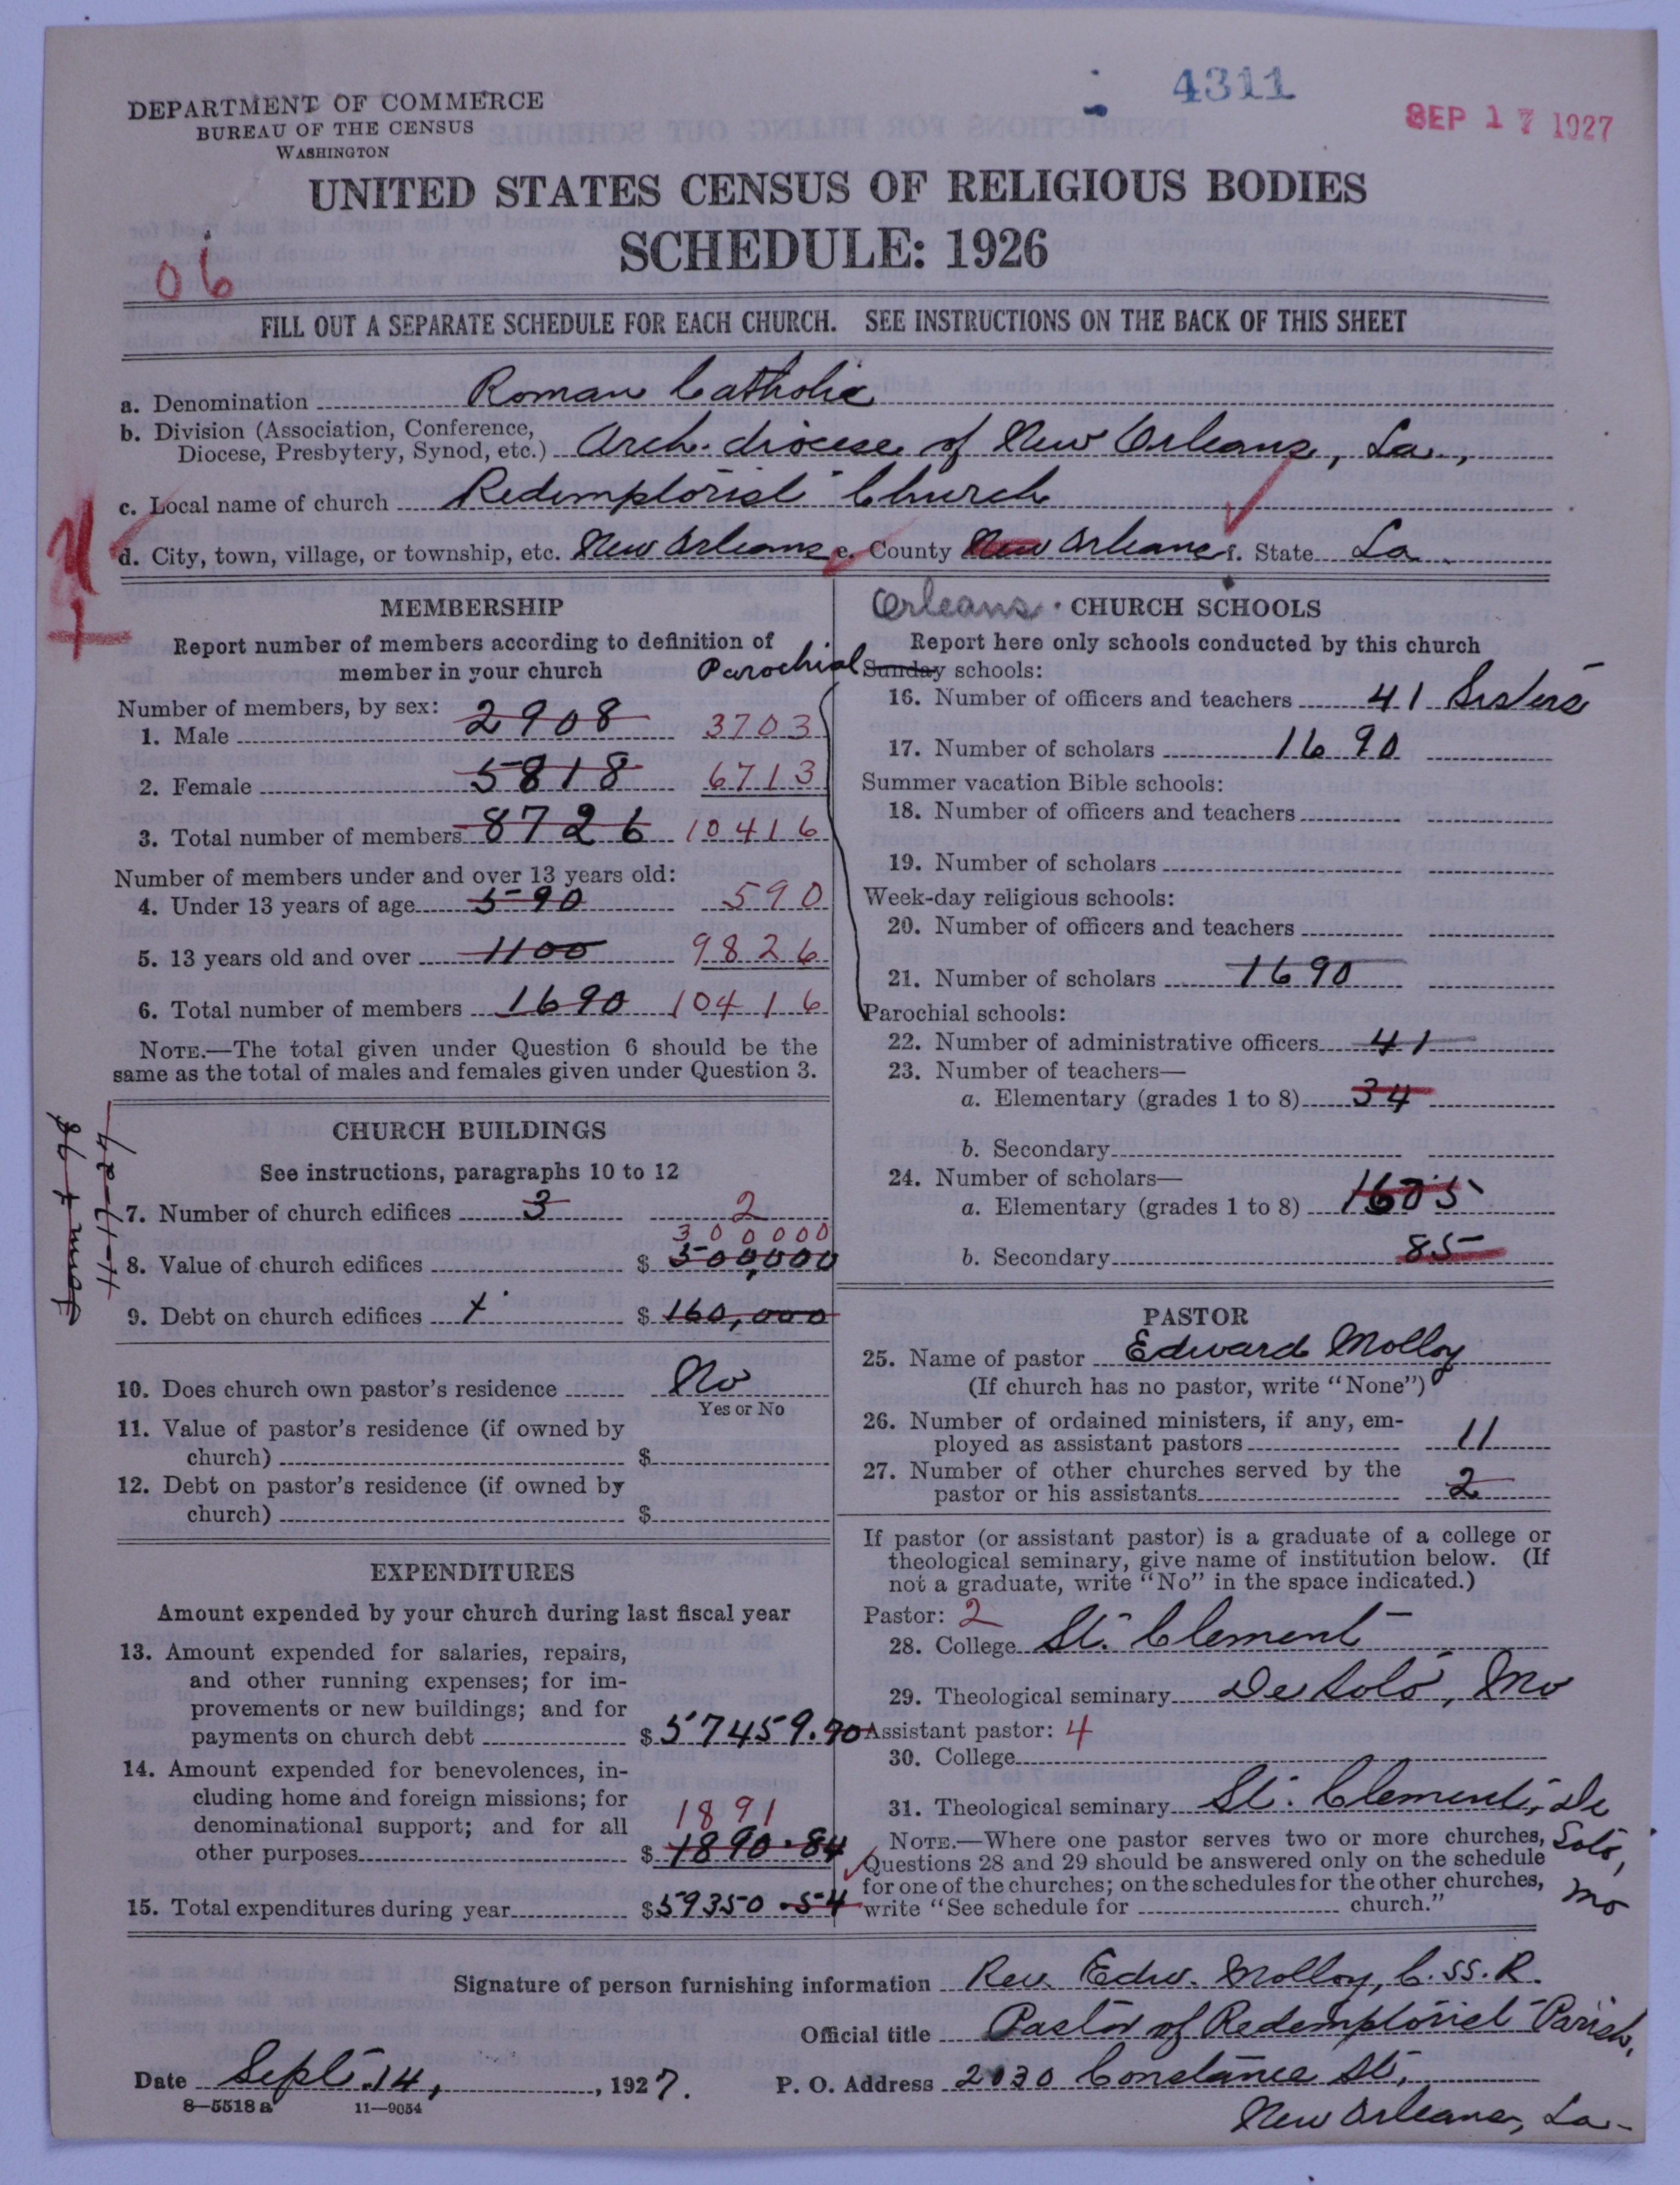 4311
SEP 17 1927
DEPARTMENT OF COMMERCE
BUREAU OF THE CENSUS
WASHINGTON
UNITED STATES CENSUS OF RELIGIOUS BODIES
SCHEDULE: 1926
06
FILL OUT A SEPARATE SCHEDULE FOR EACH CHURCH. SEE INSTRUCTIONS ON THE BACK OF THIS SHEET
a. Denomination Roman Catholic
b. Division (Association, Conference,
Diocese, Presbytery, Synod, etc.) Arch-diocese of New Orleans, La.,
c. Local name of church Redemptorist Church
d. City, town, village, or township, etc. New Orleans e. County New Orleans f. State La
MEMBERSHIP
Report number of members according to definition of
member in your church
Number of members, by sex:
1. Male 2908 3703
2. Female 5818 6713
3. Total number of members 8726 10416
Number of members under and over 13 years old:
4. Under 13 years of age 590 590
5. 13 years old and over 1100 9826
6. Total number of members 1690 10416
NOTE.—The total given under Question 6 should be the
same as the total of males and females given under Question 3.
CHURCH BUILDINGS
See instructions, paragraphs 10 to 12
7. Number of church edifices 3 2
300000
8. Value of church edifices $ 500,000
9. Debt on church edifices $ 160,000
10. Does church own pastor's residence No
Yes or No
11. Value of pastor's residence (if owned by
church) $
12. Debt on pastor's residence (if owned by
church) $
EXPENDITURES
Amount expended by your church during last fiscal year
13. Amount expended for salaries, repairs,
and other running expenses; for im-
provements or new buildings; and for
payments on church debt $ 57459.90
14. Amount expended for benevolences, in-
cluding home and foreign missions; for
denominational support; and for all
1891
other purposes $ 1890.84
15. Total expenditures during year $ 59350.54
Orleans. CHURCH SCHOOLS
Report here only schools conducted by this church
Parochial Sunday schools:
16. Number of officers and teachers 41 Sisters
17. Number of scholars 1690
Summer vacation Bible schools:
18. Number of officers and teachers
19. Number of scholars
Week-day religious schools:
20. Number of officers and teachers
21. Number of scholars 1690
Parochial schools:
22. Number of administrative officers 41
23. Number of teachers—
a. Elementary (grades 1 to 8) 34
b. Secondary
24. Number of scholars—
a. Elementary (grades 1 to 8) 1605
b. Secondary 85
PASTOR
25. Name of pastor Edward Molloy
(If church has no pastor, write "None")
26. Number of ordained ministers, if any, em-
ployed as assistant pastors 11
27. Number of other churches served by the
pastor or his assistants 2
If pastor (or assistant pastor) is a graduate of a college or
theological seminary, give name of institution below. (If
not a graduate, write "No" in the space indicated.)
Pastor: 2
28. College St. Clement
29. Theological seminary De Soto, Mo
Assistant pastor: 4
30. College
31. Theological seminary St. Clement, De
Soto,
Mo
NOTE.—Where one pastor serves two or more churches,
Questions 28 and 29 should be answered only on the schedule
for one of the churches; on the schedules for the other churches,
write "See schedule for church."
Signature of person furnishing information Rev. Edw. Molloy, C.SS.R.
Official title Pastor of Redemptorist Parish,
Date Sept. 14, 1927. P. O. Address 2030 Constance St.,
New Orleans, La-
8—5518 a 11—9054